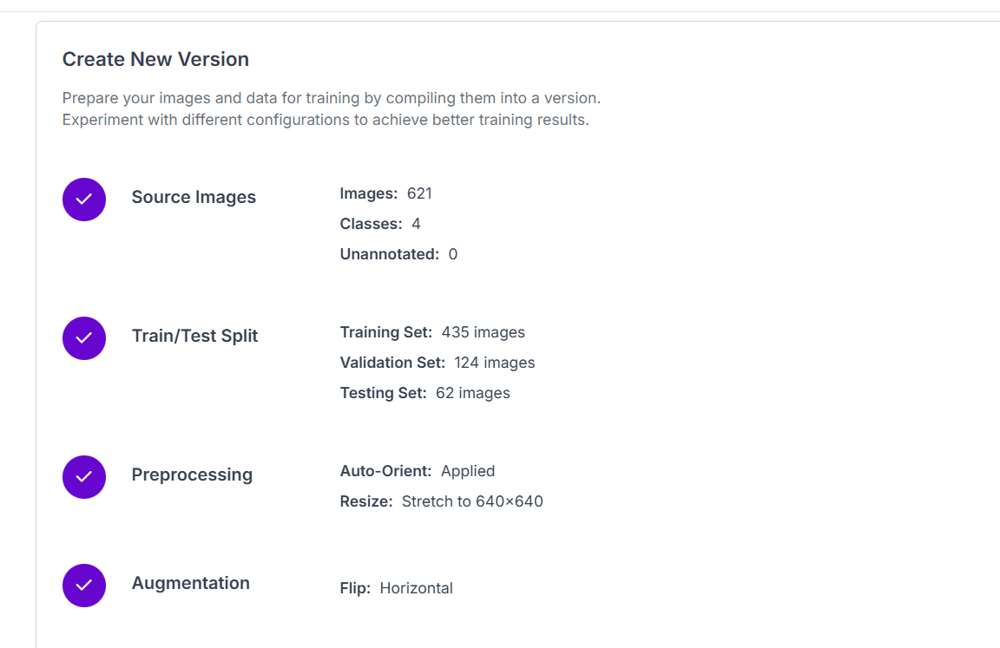 Create New Version
Prepare your images and data for training by compiling them into a version.
Experiment with different configurations to achieve better training results.
Source Images
Images: 621
Classes: 4
Unannotated: 0
Train/Test Split
Training Set: 435 images
Validation Set: 124 images
Testing Set: 62 images
Preprocessing
Auto-Orient: Applied
Resize: Stretch to 640×640
Augmentation
Flip: Horizontal